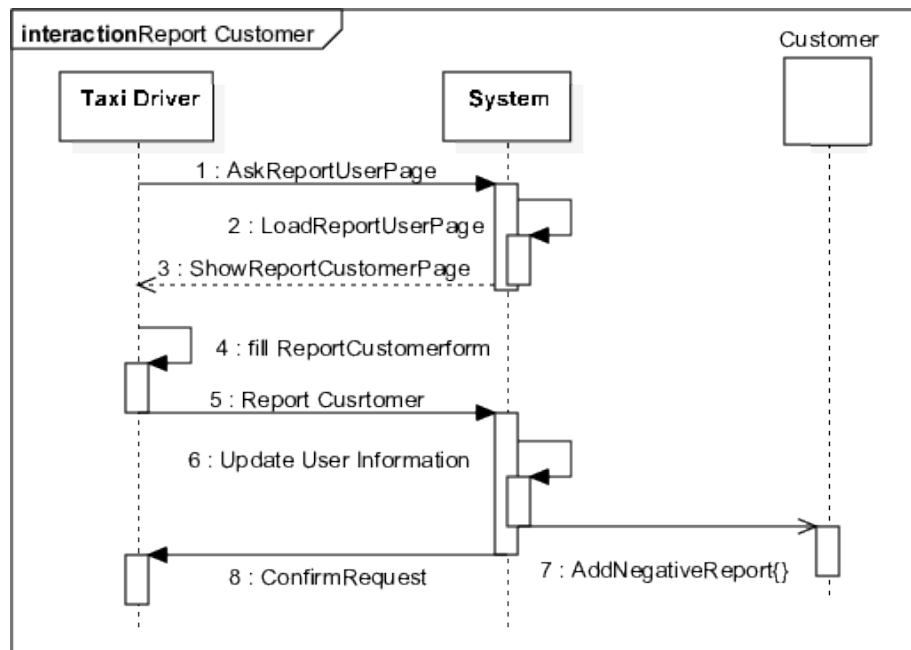 interactionReport Customer
Customer
Taxi Driver
System
1 : AskReportUserPage
2 : LoadReportUserPage
3 : ShowReportCustomerPage
4 : fill ReportCustomerform
5 : Report Cusrtomer
6 : Update User Information
7 : AddNegativeReport{}
8 : ConfirmRequest